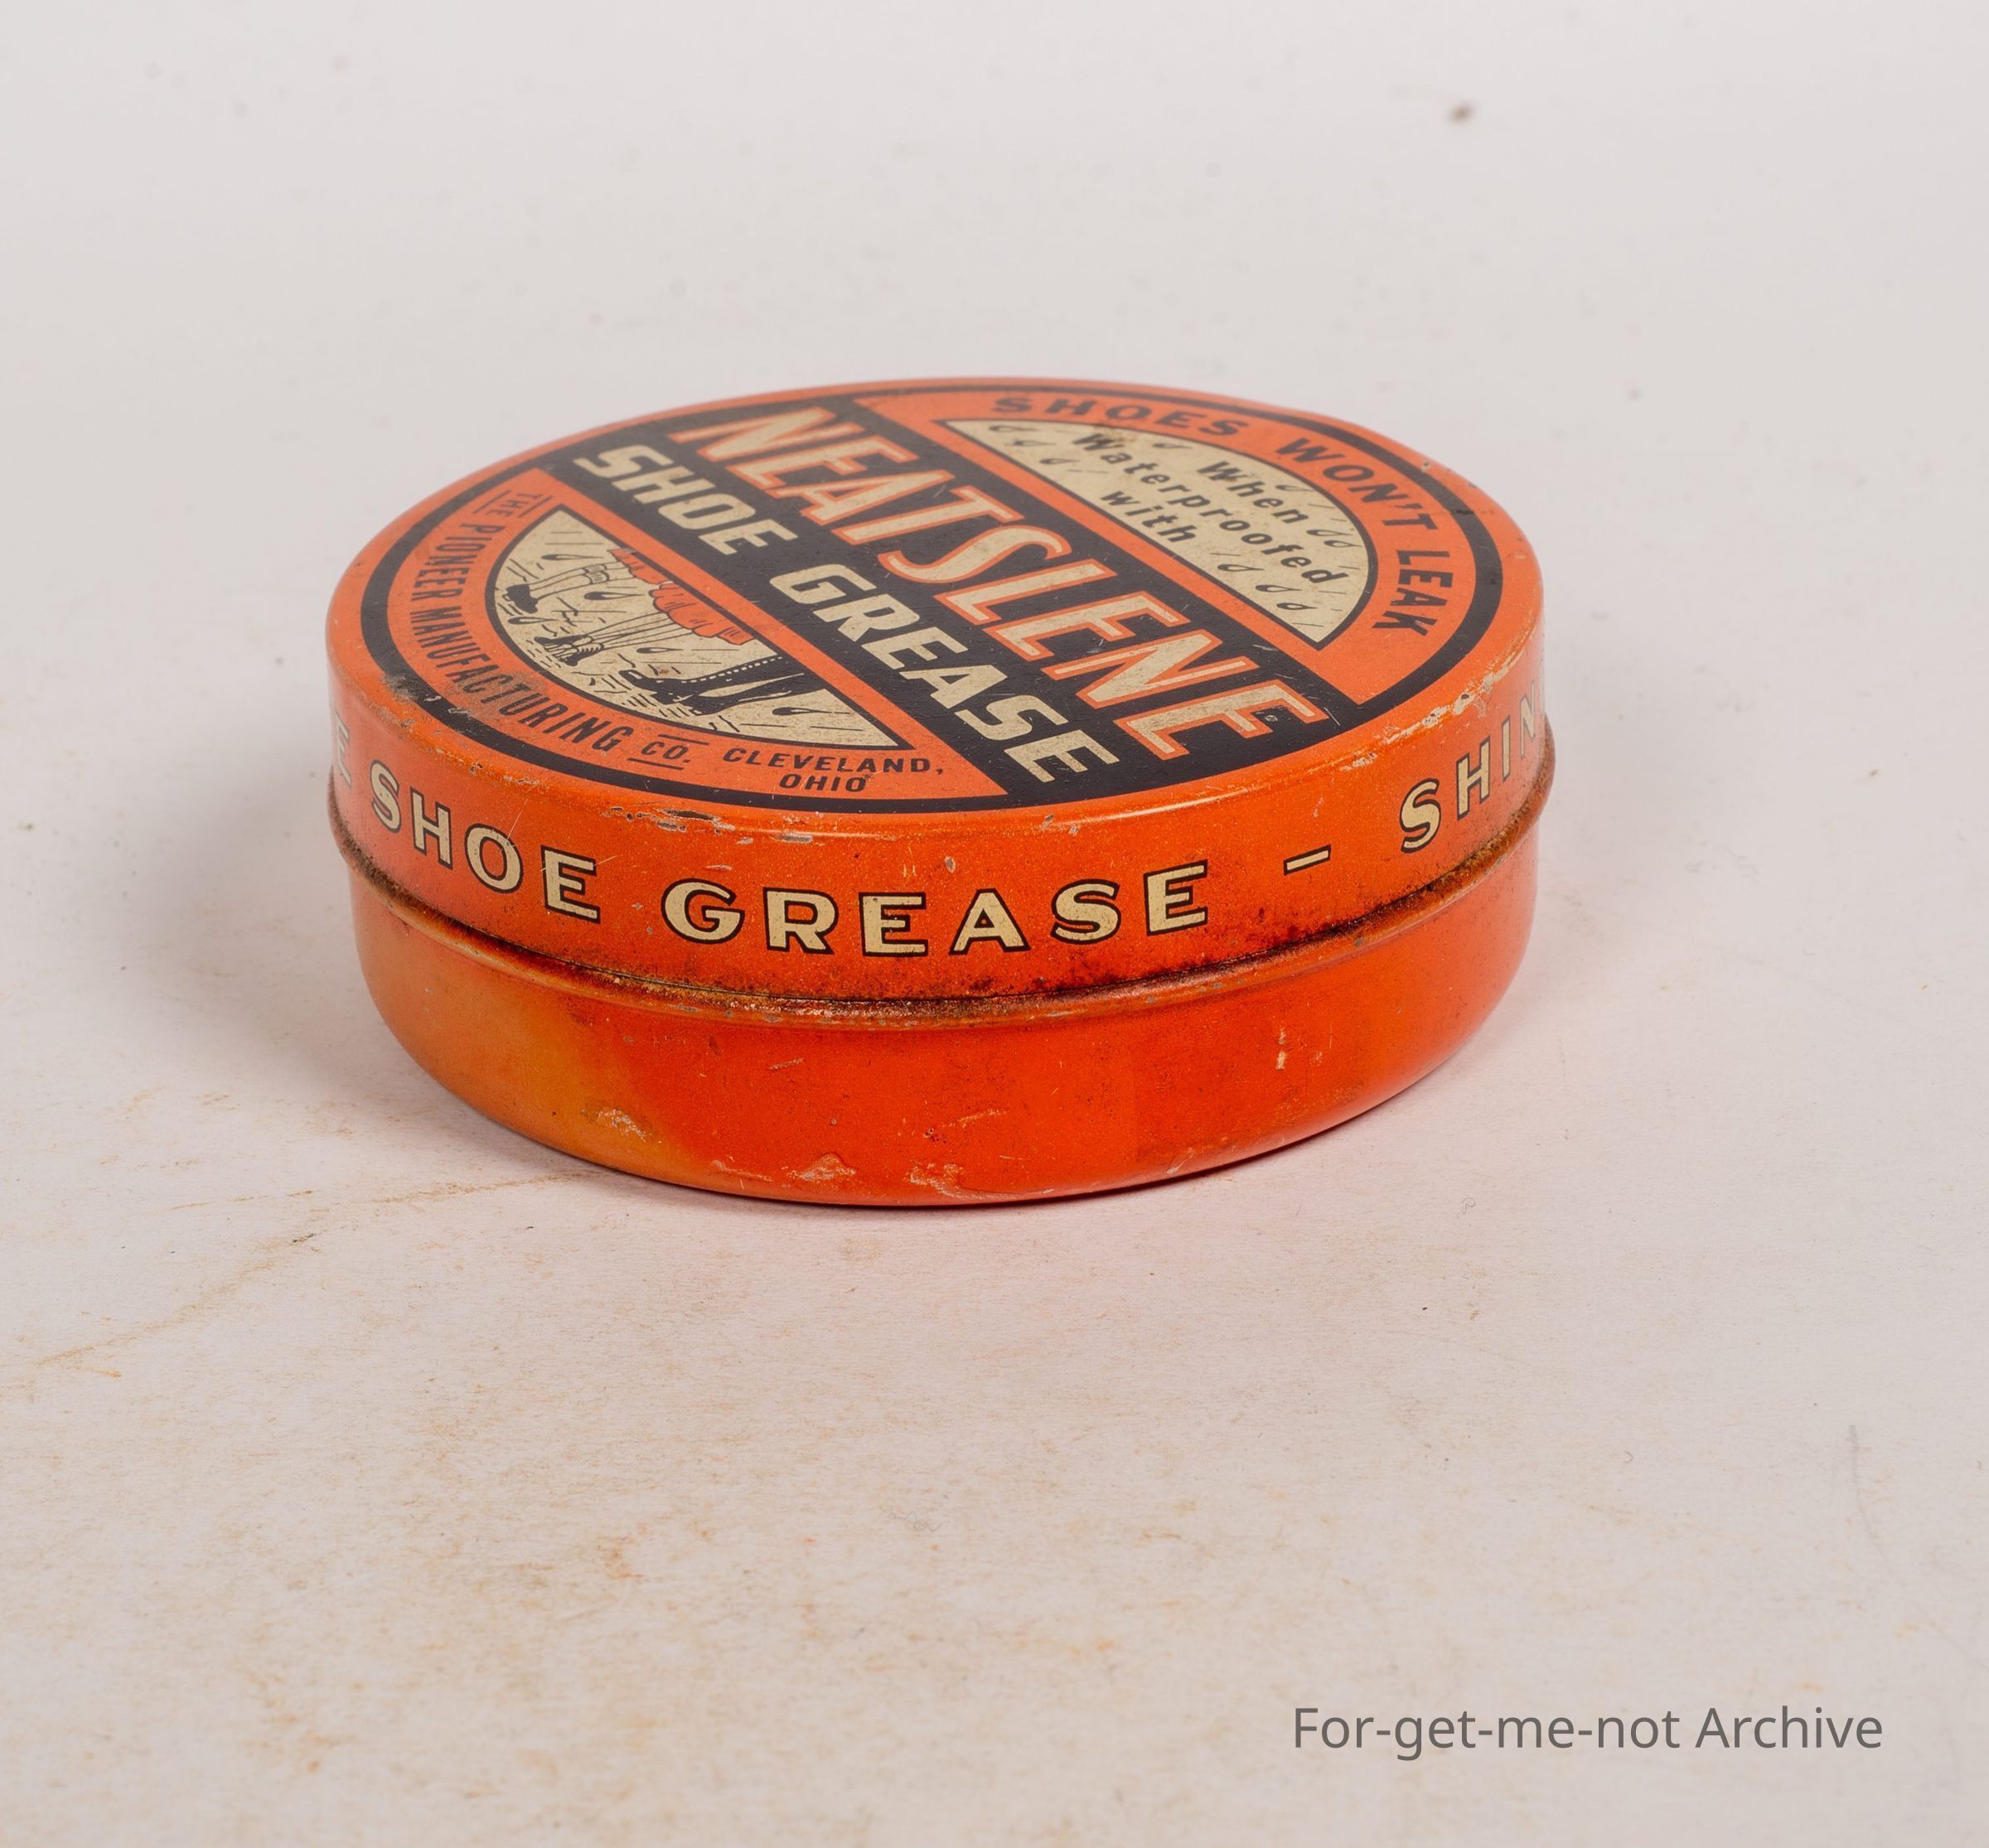 SHOES WON'T LEAK
When
Waterproofed
with
NEATSLENE
SHOE GREASE
THE PIONEER MANUFACTURING CO. CLEVELAND,
OHIO
SHOE GREASE –
For-get-me-not Archive